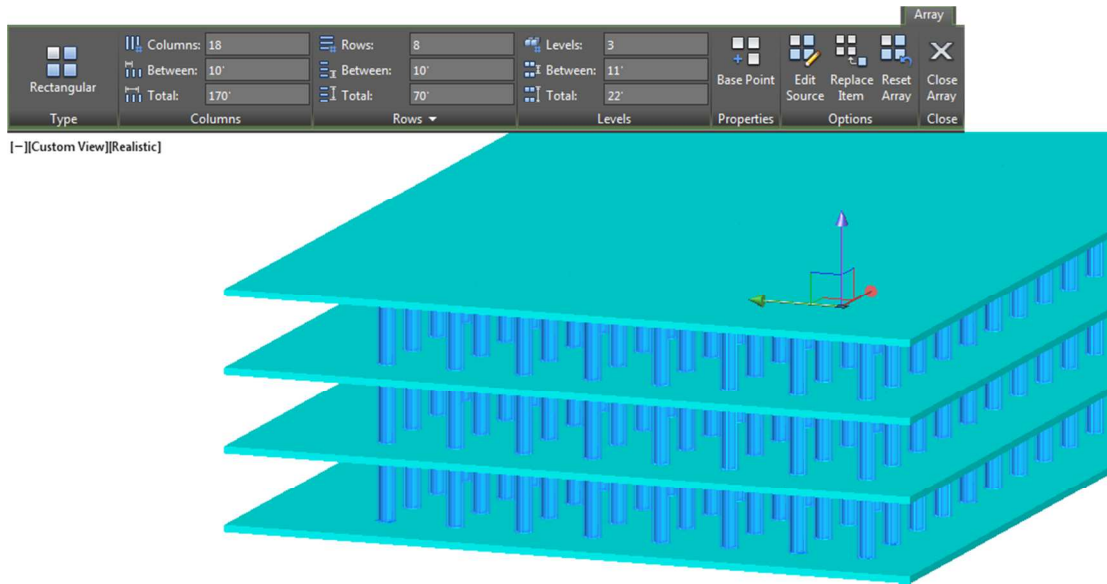 Array
Columns: 18 Rows: 8 Levels: 3
Between: 10' Between: 10' Between: 11'
Total: 170' Total: 70' Total: 22'
Rectangular Base Point Edit Source Replace Item Reset Array Close Array
Type Columns Rows Levels Properties Options Close
[−][Custom View][Realistic]